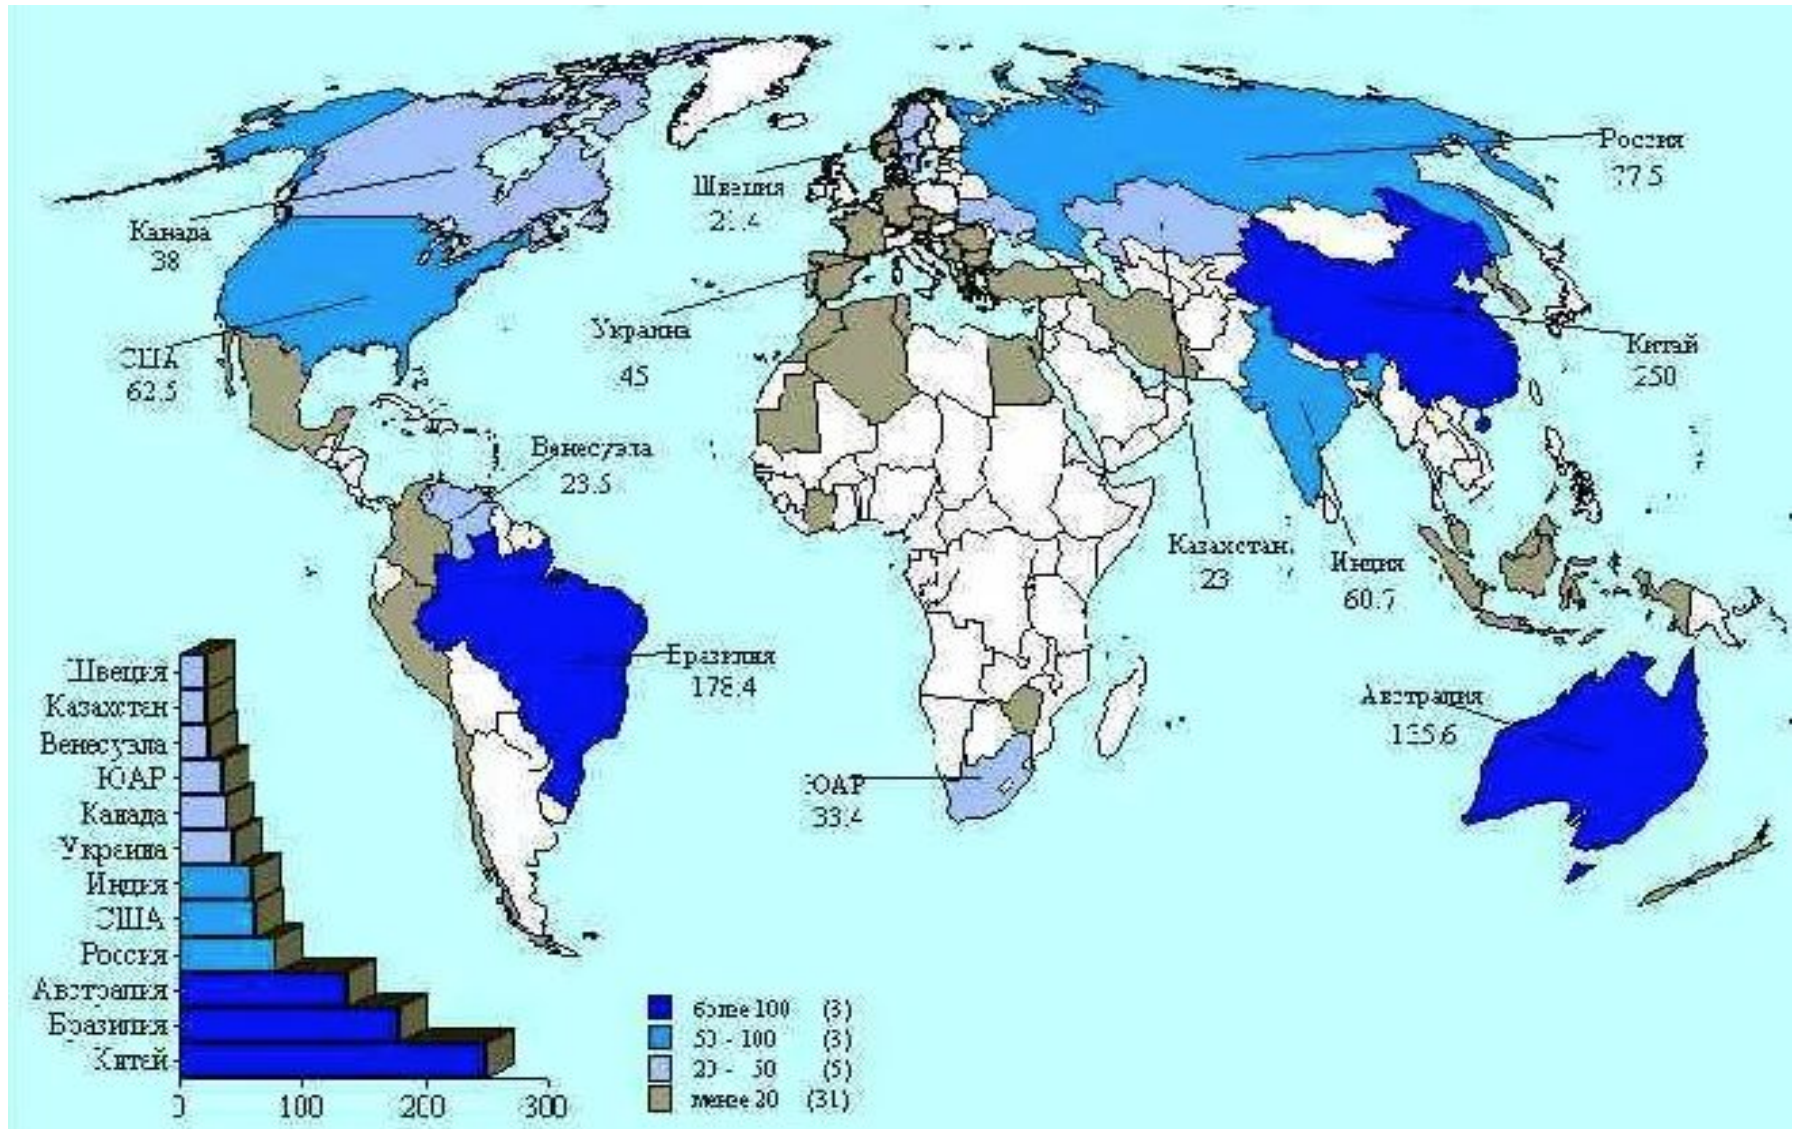 Россия
77.5
Швеция
Канада
38
Украина
45
США
62.5
Китай
250
Венесуэла
23.5
Казахстан
23
Индия
60.7
Бразилия
178.4
Австралия
ЮАР
33.4
Швеция
Казахстан
Венесуэла
ЮАР
Канада
Украина
Индия
США
Россия
Австралия
Бразилия
Китай
0 100 200 300
более 100 (3)
50 - 100 (3)
20 - 50 (5)
менее 20 (31)